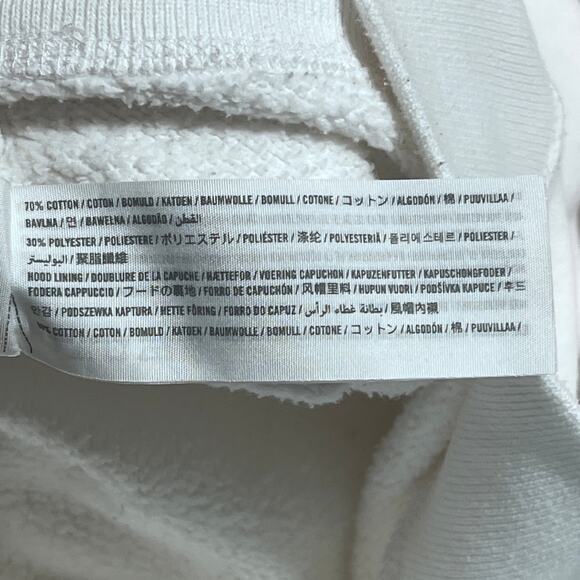 70% COTTON / COTON / BOMULD / KATOEN / BAUMWOLLE / BOMULL / COTONE / コットン / ALGODÓN / 棉 / PUUVILLAA /
BAVLNA / 면 / BAWEŁNA / ALGODÃO / القطن
30% POLYESTER / POLIESTERE / ポリエステル / POLIÉSTER / 涤纶 / POLYESTERIÄ / 폴리에스테르 / POLIESTER /
البوليستر / 聚脂纖維
HOOD LINING / DOUBLURE DE LA CAPUCHE / HÆTTEFOR / VOERING CAPUCHON / KAPUZENFUTTER / KAPUSCHONGFODER /
FODERA CAPPUCCIO / フードの裏地 / FORRO DE CAPUCHÓN / 风帽里料 / HUPUN VUORI / PODŠÍVKA KAPUCE / 후드
안감 / PODSZEWKA KAPTURA / HETTE FÔRING / FORRO DO CAPUZ / بطانة غطاء الرأس / 風帽內襯
COTTON / COTON / BOMULD / KATOEN / BAUMWOLLE / BOMULL / COTONE / コットン / ALGODÓN / 棉 / PUUVILLAA /